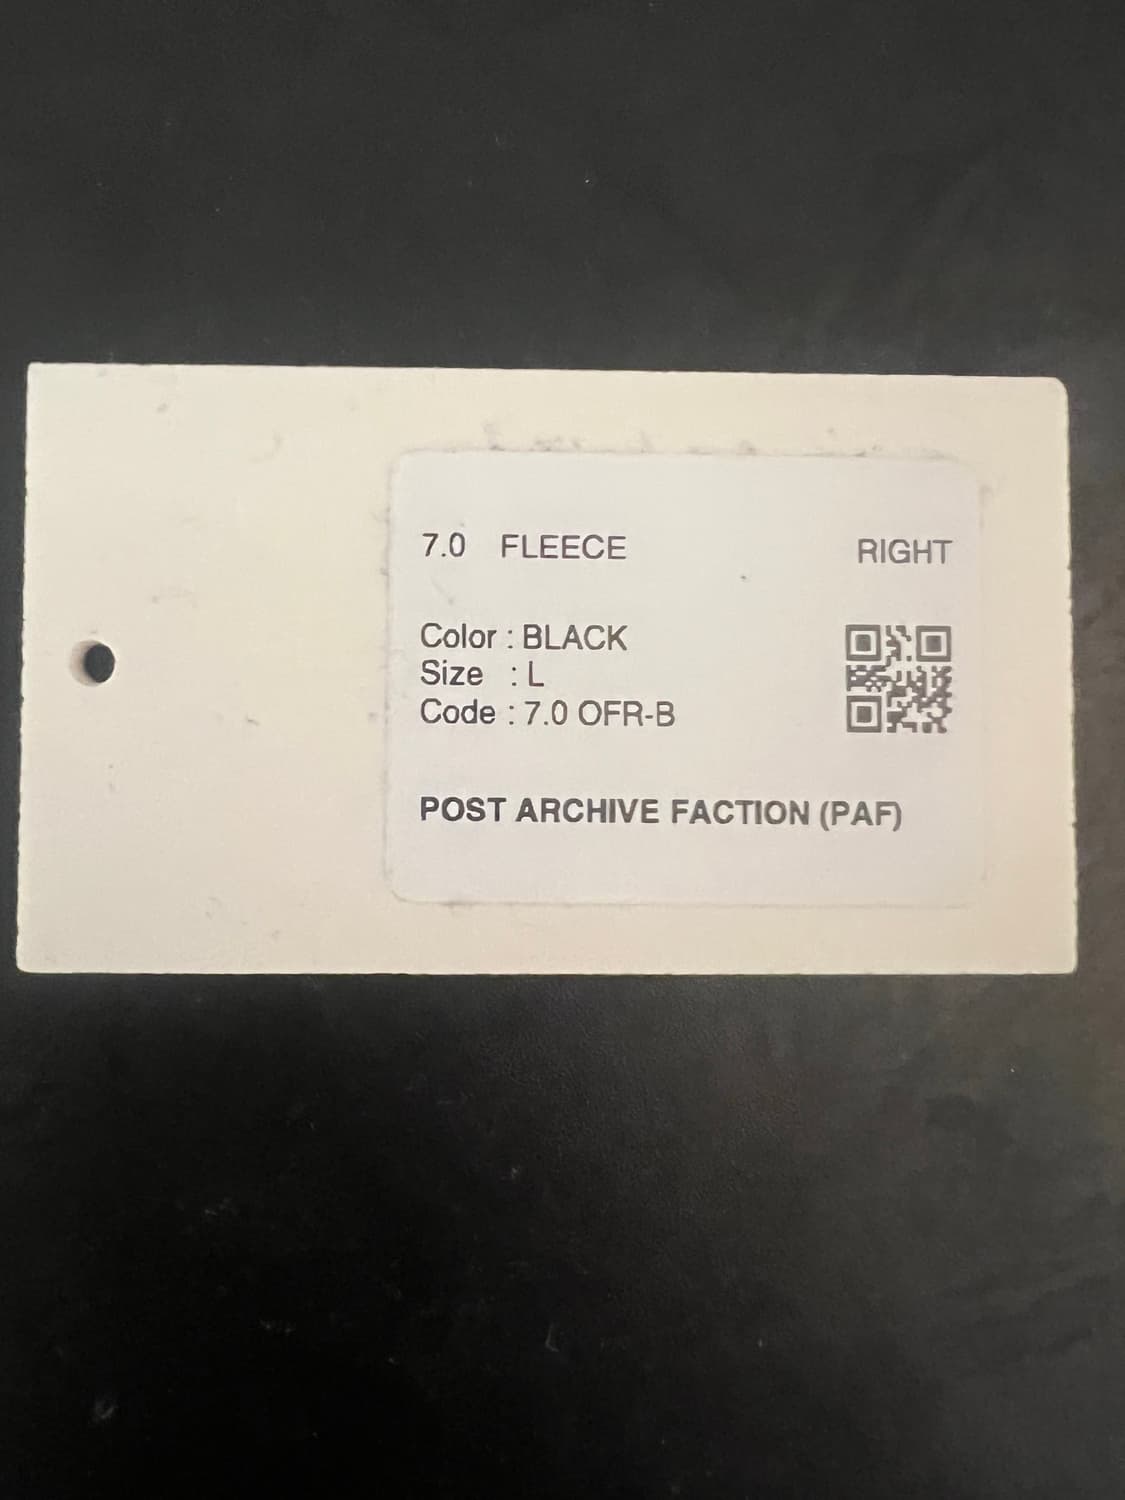 7.0 FLEECE RIGHT
Color : BLACK
Size : L
Code : 7.0 OFR-B
POST ARCHIVE FACTION (PAF)